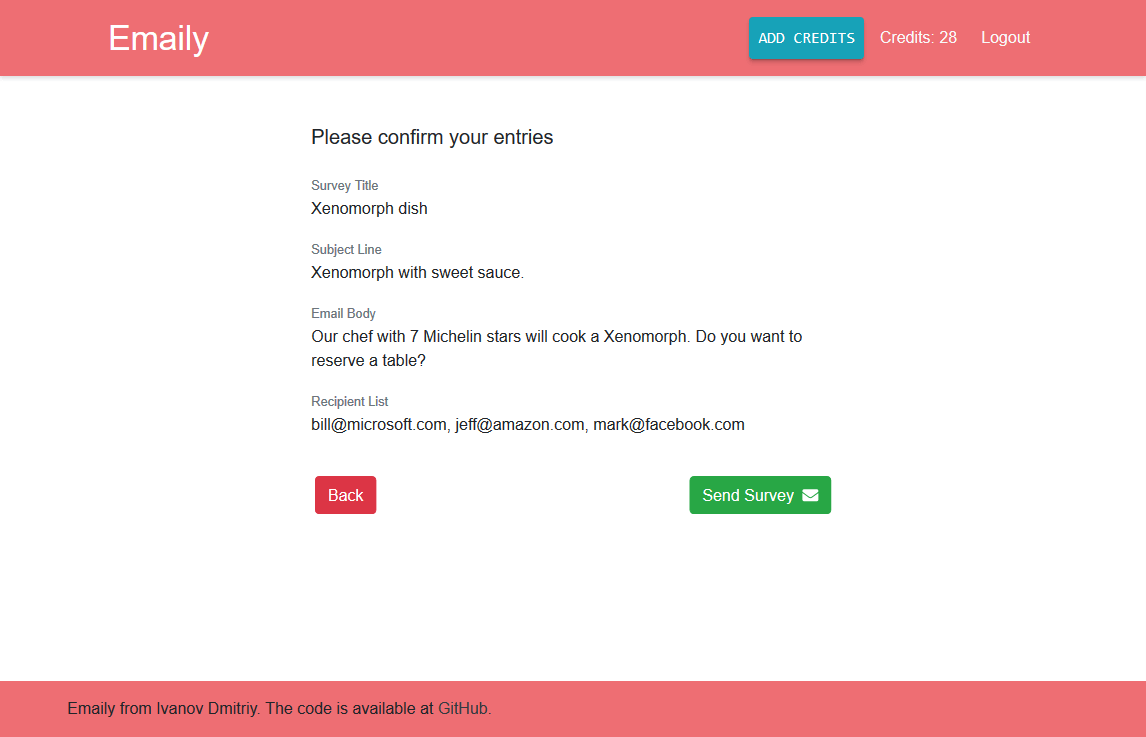 Emaily
ADD CREDITS
Credits: 28
Logout
Please confirm your entries
Survey Title
Xenomorph dish
Subject Line
Xenomorph with sweet sauce.
Email Body
Our chef with 7 Michelin stars will cook a Xenomorph. Do you want to
reserve a table?
Recipient List
bill@microsoft.com, jeff@amazon.com, mark@facebook.com
Back
Send Survey
Emaily from Ivanov Dmitriy. The code is available at GitHub.